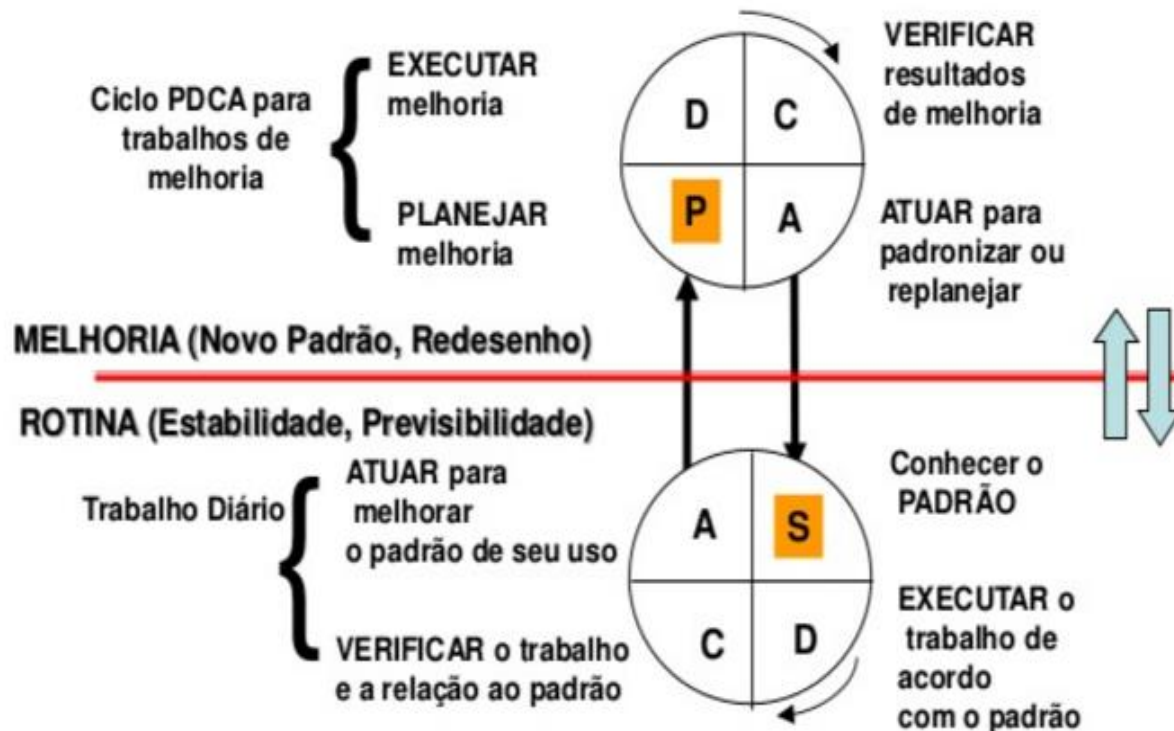 Ciclo PDCA para
trabalhos de
melhoria
EXECUTAR
melhoria
PLANEJAR
melhoria
D
C
P
A
VERIFICAR
resultados
de melhoria
ATUAR para
padronizar ou
replanejar
MELHORIA (Novo Padrão, Redesenho)
ROTINA (Estabilidade, Previsibilidade)
Trabalho Diário
ATUAR para
melhorar
o padrão de seu uso
VERIFICAR o trabalho
e a relação ao padrão
A
S
C
D
Conhecer o
PADRÃO
EXECUTAR o
trabalho de
acordo
com o padrão